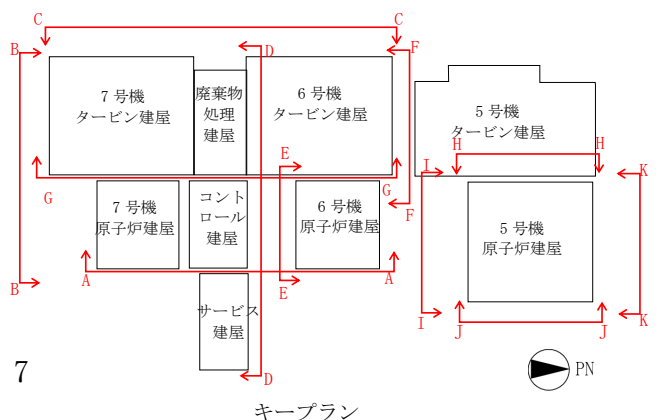 C
C
B
D
F
7 号機
タービン建屋
廃棄物
処理
建屋
6 号機
タービン建屋
5 号機
タービン建屋
E
I
H
H
K
G
G
7 号機
原子炉建屋
コント
ロール
建屋
6 号機
原子炉建屋
F
5 号機
原子炉建屋
A
A
B
E
サービス
建屋
I
J
J
K
7
D
PN
キープラン